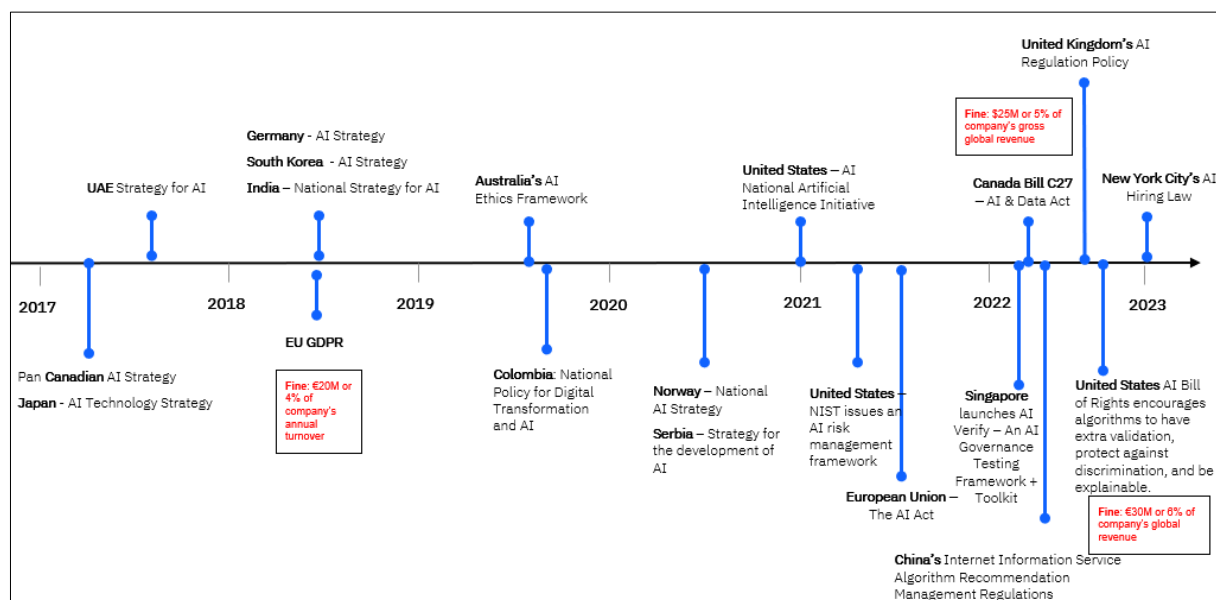 United Kingdom's AI
Regulation Policy
Fine: $25M or 5% of
company's gross
global revenue
Germany - AI Strategy
South Korea - AI Strategy
India – National Strategy for AI
UAE Strategy for AI
Australia's AI
Ethics Framework
United States – AI
National Artificial
Intelligence Initiative
Canada Bill C27
– AI & Data Act
New York City's AI
Hiring Law
2017
2018
2019
2020
2021
2022
2023
Pan Canadian AI Strategy
Japan - AI Technology Strategy
EU GDPR
Fine: €20M or
4% of
company's
annual
turnover
Colombia: National
Policy for Digital
Transformation
and AI
Norway – National
AI Strategy
Serbia – Strategy for
the development of
AI
United States –
NIST issues an
AI risk
management
framework
European Union –
The AI Act
Singapore
launches AI
Verify – An AI
Governance
Testing
Framework +
Toolkit
United States AI Bill
of Rights encourages
algorithms to have
extra validation,
protect against
discrimination, and be
explainable.
Fine: €30M or 6% of
company's global
revenue
China's Internet Information Service
Algorithm Recommendation
Management Regulations